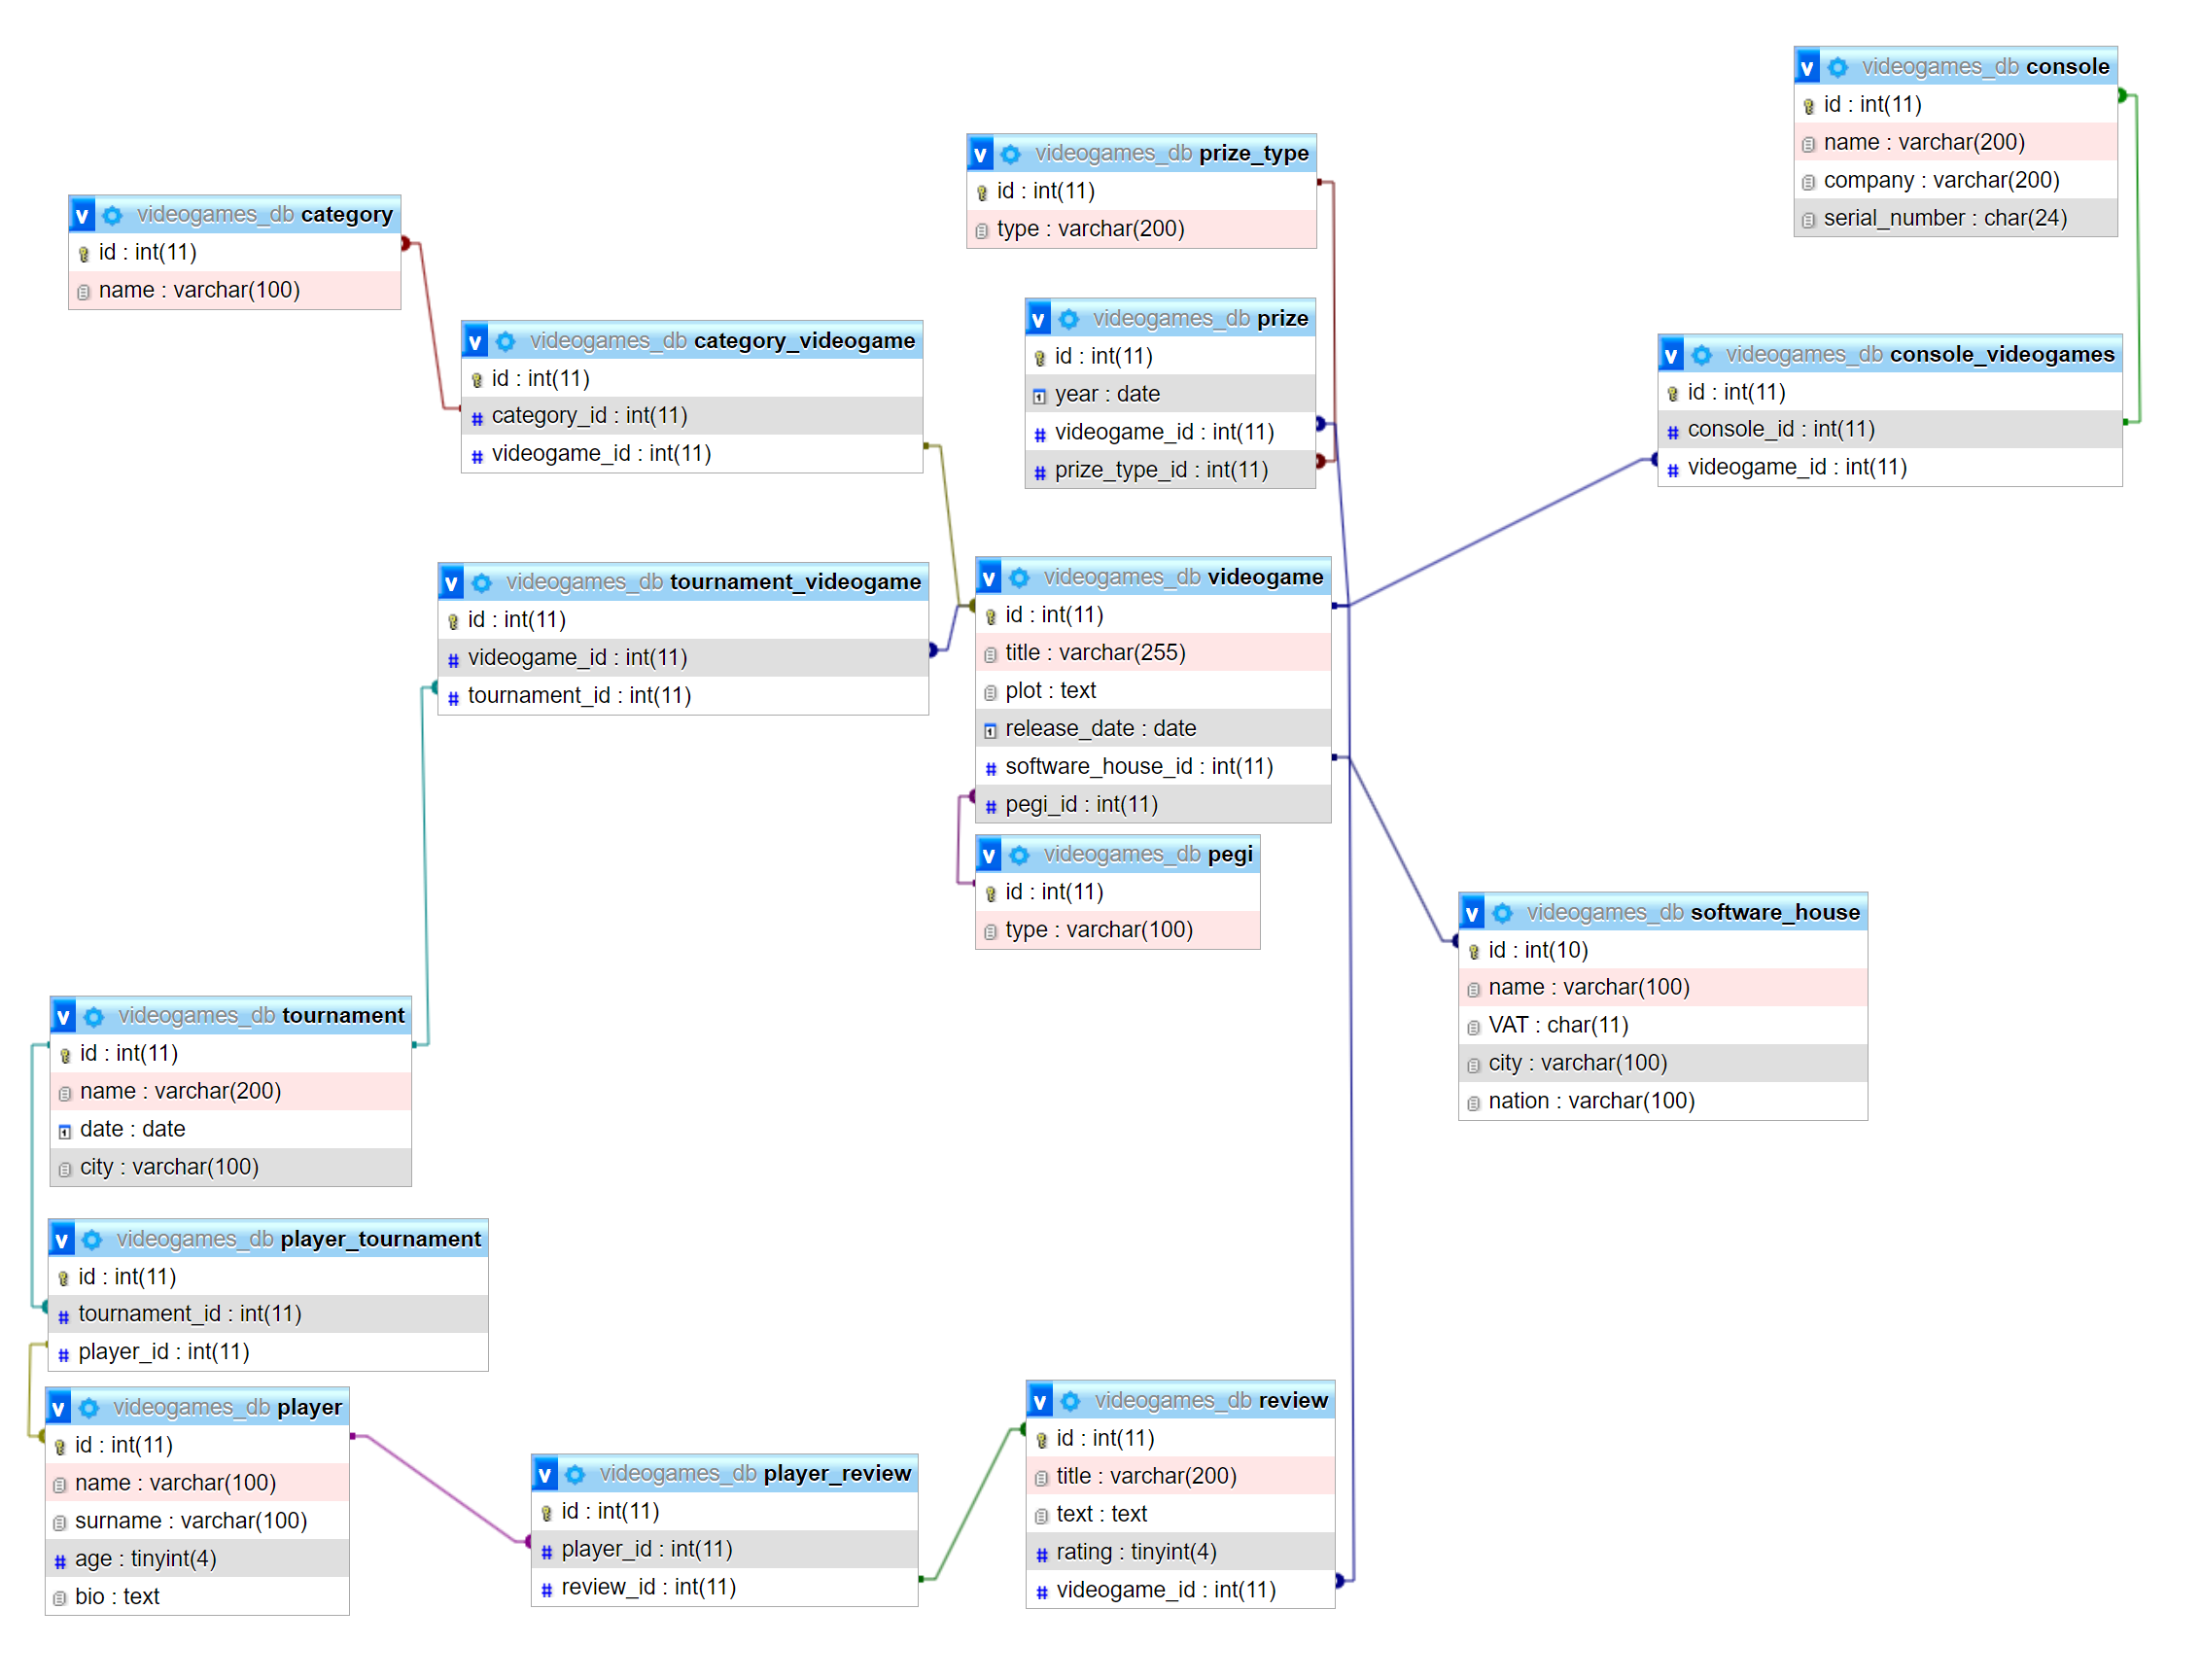 v videogames_db console
id : int(11)
name : varchar(200)
company : varchar(200)
serial_number : char(24)
v videogames_db prize_type
id : int(11)
type : varchar(200)
v videogames_db category
id : int(11)
name : varchar(100)
v videogames_db prize
id : int(11)
year : date
videogame_id : int(11)
prize_type_id : int(11)
v videogames_db category_videogame
id : int(11)
category_id : int(11)
videogame_id : int(11)
v videogames_db console_videogames
id : int(11)
console_id : int(11)
videogame_id : int(11)
v videogames_db tournament_videogame
id : int(11)
videogame_id : int(11)
tournament_id : int(11)
v videogames_db videogame
id : int(11)
title : varchar(255)
plot : text
release_date : date
software_house_id : int(11)
pegi_id : int(11)
v videogames_db pegi
id : int(11)
type : varchar(100)
v videogames_db software_house
id : int(10)
name : varchar(100)
VAT : char(11)
city : varchar(100)
nation : varchar(100)
v videogames_db tournament
id : int(11)
name : varchar(200)
date : date
city : varchar(100)
v videogames_db player_tournament
id : int(11)
tournament_id : int(11)
player_id : int(11)
v videogames_db player
id : int(11)
name : varchar(100)
surname : varchar(100)
age : tinyint(4)
bio : text
v videogames_db player_review
id : int(11)
player_id : int(11)
review_id : int(11)
v videogames_db review
id : int(11)
title : varchar(200)
text : text
rating : tinyint(4)
videogame_id : int(11)